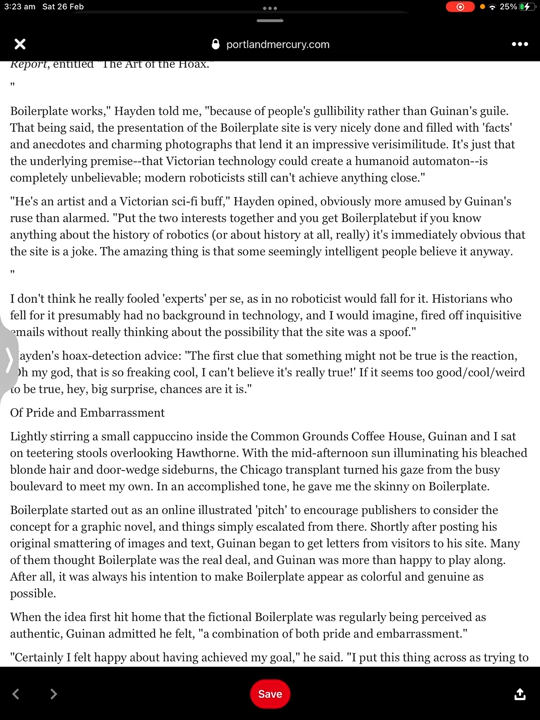 3:23 am Sat 26 Feb
25%
portlandmercury.com
Report, entitled "The Art of the Hoax."
"
Boilerplate works," Hayden told me, "because of people's gullibility rather than Guinan's guile.
That being said, the presentation of the Boilerplate site is very nicely done and filled with 'facts'
and anecdotes and charming photographs that lend it an impressive verisimilitude. It's just that
the underlying premise--that Victorian technology could create a humanoid automaton--is
completely unbelievable; modern roboticists still can't achieve anything close."
"He's an artist and a Victorian sci-fi buff," Hayden opined, obviously more amused by Guinan's
ruse than alarmed. "Put the two interests together and you get Boilerplatebut if you know
anything about the history of robotics (or about history at all, really) it's immediately obvious that
the site is a joke. The amazing thing is that some seemingly intelligent people believe it anyway.
"
I don't think he really fooled 'experts' per se, as in no roboticist would fall for it. Historians who
fell for it presumably had no background in technology, and I would imagine, fired off inquisitive
emails without really thinking about the possibility that the site was a spoof."
ayden's hoax-detection advice: "The first clue that something might not be true is the reaction,
Oh my god, that is so freaking cool, I can't believe it's really true!' If it seems too good/cool/weird
to be true, hey, big surprise, chances are it is."
Of Pride and Embarrassment
Lightly stirring a small cappuccino inside the Common Grounds Coffee House, Guinan and I sat
on teetering stools overlooking Hawthorne. With the mid-afternoon sun illuminating his bleached
blonde hair and door-wedge sideburns, the Chicago transplant turned his gaze from the busy
boulevard to meet my own. In an accomplished tone, he gave me the skinny on Boilerplate.
Boilerplate started out as an online illustrated 'pitch' to encourage publishers to consider the
concept for a graphic novel, and things simply escalated from there. Shortly after posting his
original smattering of images and text, Guinan began to get letters from visitors to his site. Many
of them thought Boilerplate was the real deal, and Guinan was more than happy to play along.
After all, it was always his intention to make Boilerplate appear as colorful and genuine as
possible.
When the idea first hit home that the fictional Boilerplate was regularly being perceived as
authentic, Guinan admitted he felt, "a combination of both pride and embarrassment."
"Certainly I felt happy about having achieved my goal," he said. "I put this thing across as trying to
Save